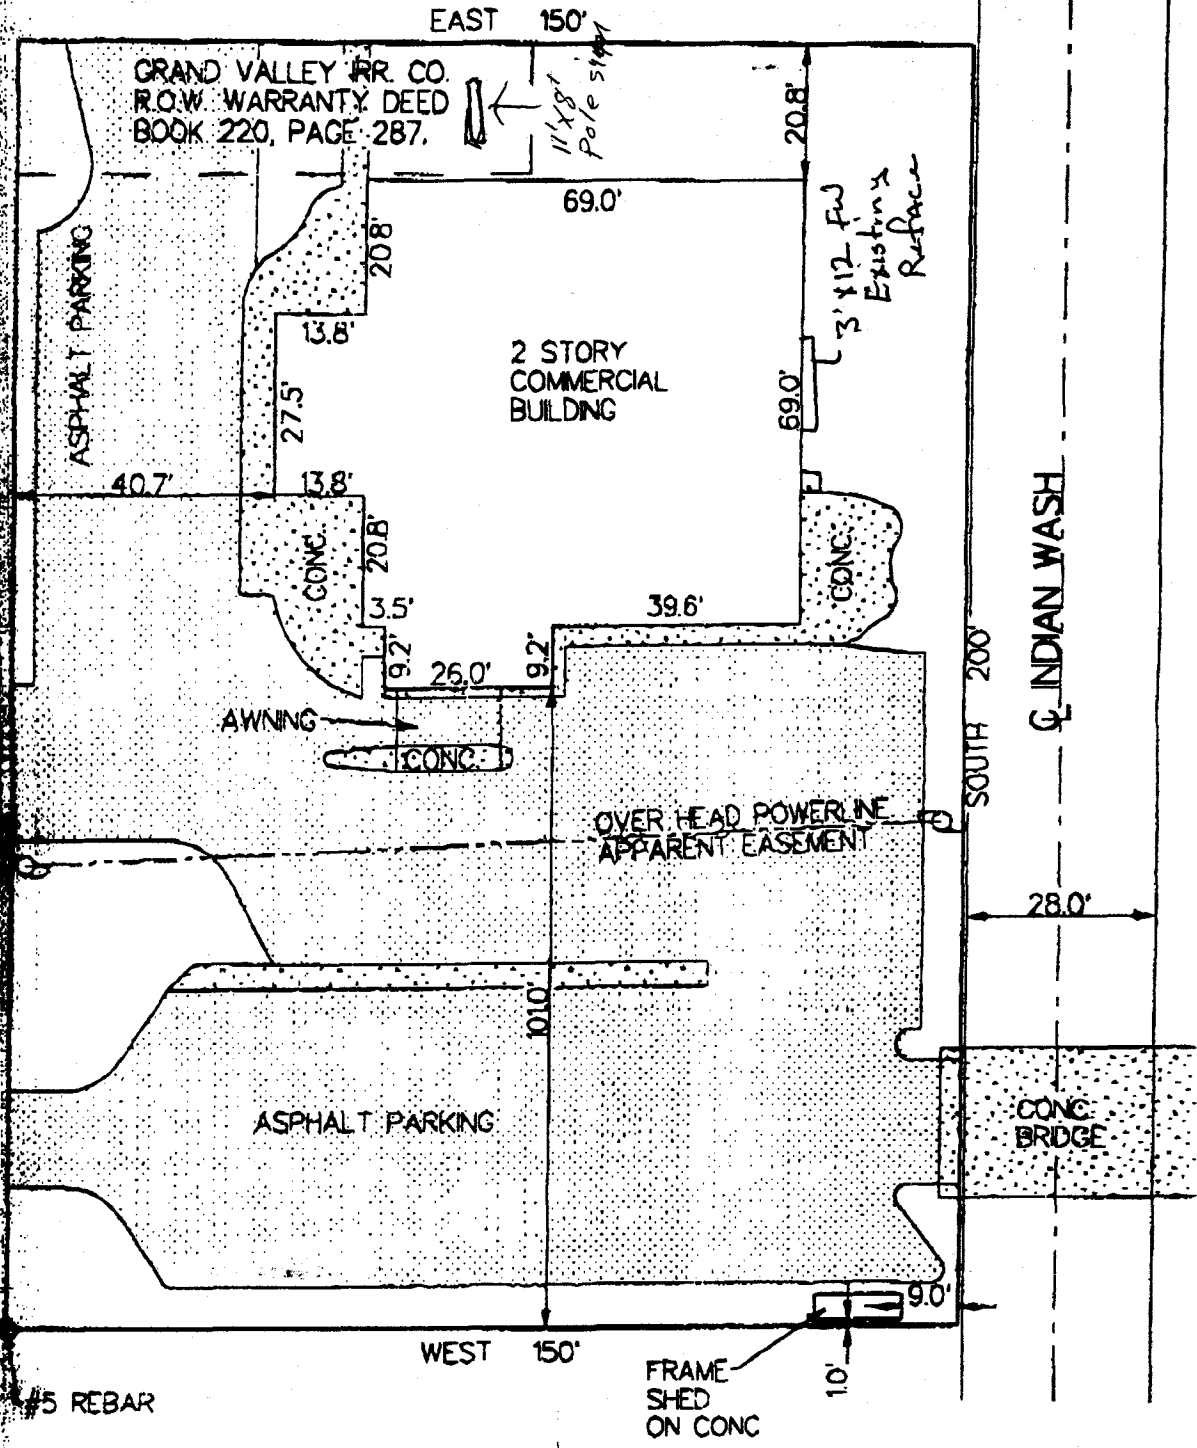 EAST 150'
GRAND VALLEY RR. CO.
R.O.W. WARRANTY DEED
BOOK 220, PAGE 287.
11'x8'
Pole sign
20.8'
69.0'
3'x12 FW
Existing
Reface
ASPHALT PARKING
20.8'
13.8'
2 STORY
COMMERCIAL
BUILDING
27.5'
69.0'
40.7'
13.8'
CONC.
20.8'
CONC.
℄ INDIAN WASH
3.5'
39.6'
9.2'
26.0'
9.2'
SOUTH 200'
AWNING
CONC.
OVER HEAD POWERLINE
APPARENT EASEMENT
28.0'
101.0'
ASPHALT PARKING
CONC
BRIDGE
9.0'
WEST 150'
FRAME
SHED
ON CONC
1.0'
#5 REBAR